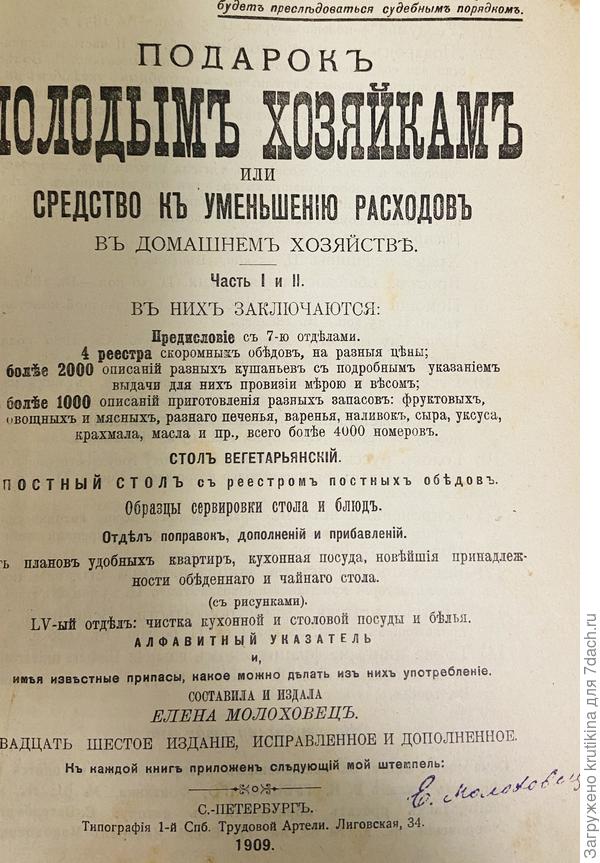 будетъ преслѣдоваться судебнымъ порядкомъ.
ПОДАРОКЪ
МОЛОДЫМЪ ХОЗЯЙКАМЪ
ИЛИ
СРЕДСТВО КЪ УМЕНЬШЕНІЮ РАСХОДОВЪ
ВЪ ДОМАШНЕМЪ ХОЗЯЙСТВѢ.
Часть I и II.
ВЪ НИХЪ ЗАКЛЮЧАЮТСЯ:
Предисловіе съ 7-ю отдѣлами.
4 реестра скоромныхъ обѣдовъ, на разныя цѣны;
болѣе 2000 описаній разныхъ кушаньевъ съ подробнымъ указаніемъ
выдачи для нихъ провизіи мѣрою и вѣсомъ;
болѣе 1000 описаній приготовленія разныхъ запасовъ: фруктовыхъ,
овощныхъ и мясныхъ, разнаго печенья, варенья, наливокъ, сыра, уксуса,
крахмала, масла и пр., всего болѣе 4000 номеровъ.
СТОЛЪ ВЕГЕТАРЬЯНСКІЙ.
ПОСТНЫЙ СТОЛЪ съ реестромъ постныхъ обѣдовъ.
Образцы сервировки стола и блюдъ.
Отдѣлъ поправокъ, дополненій и прибавленій.
ть плановъ удобныхъ квартиръ, кухонная посуда, новѣйшія принадлеж-
ности обѣденнаго и чайнаго стола.
(съ рисунками).
LV-ый отдѣлъ: чистка кухонной и столовой посуды и бѣлья.
АЛФАВИТНЫЙ УКАЗАТЕЛЬ
и,
имѣя извѣстные припасы, какое можно дѣлать изъ нихъ употребленіе.
СОСТАВИЛА И ИЗДАЛА
ЕЛЕНА МОЛОХОВЕЦЪ.
ВАДЦАТЬ ШЕСТОЕ ИЗДАНІЕ, ИСПРАВЛЕННОЕ И ДОПОЛНЕННОЕ.
Къ каждой книгѣ приложенъ слѣдующій мой штемпель:
Е. Молоховец
С.-ПЕТЕРБУРГЪ.
Типографія 1-й Спб. Трудовой Артели. Лиговская, 34.
1909.
Загружено krutikina для 7dach.ru